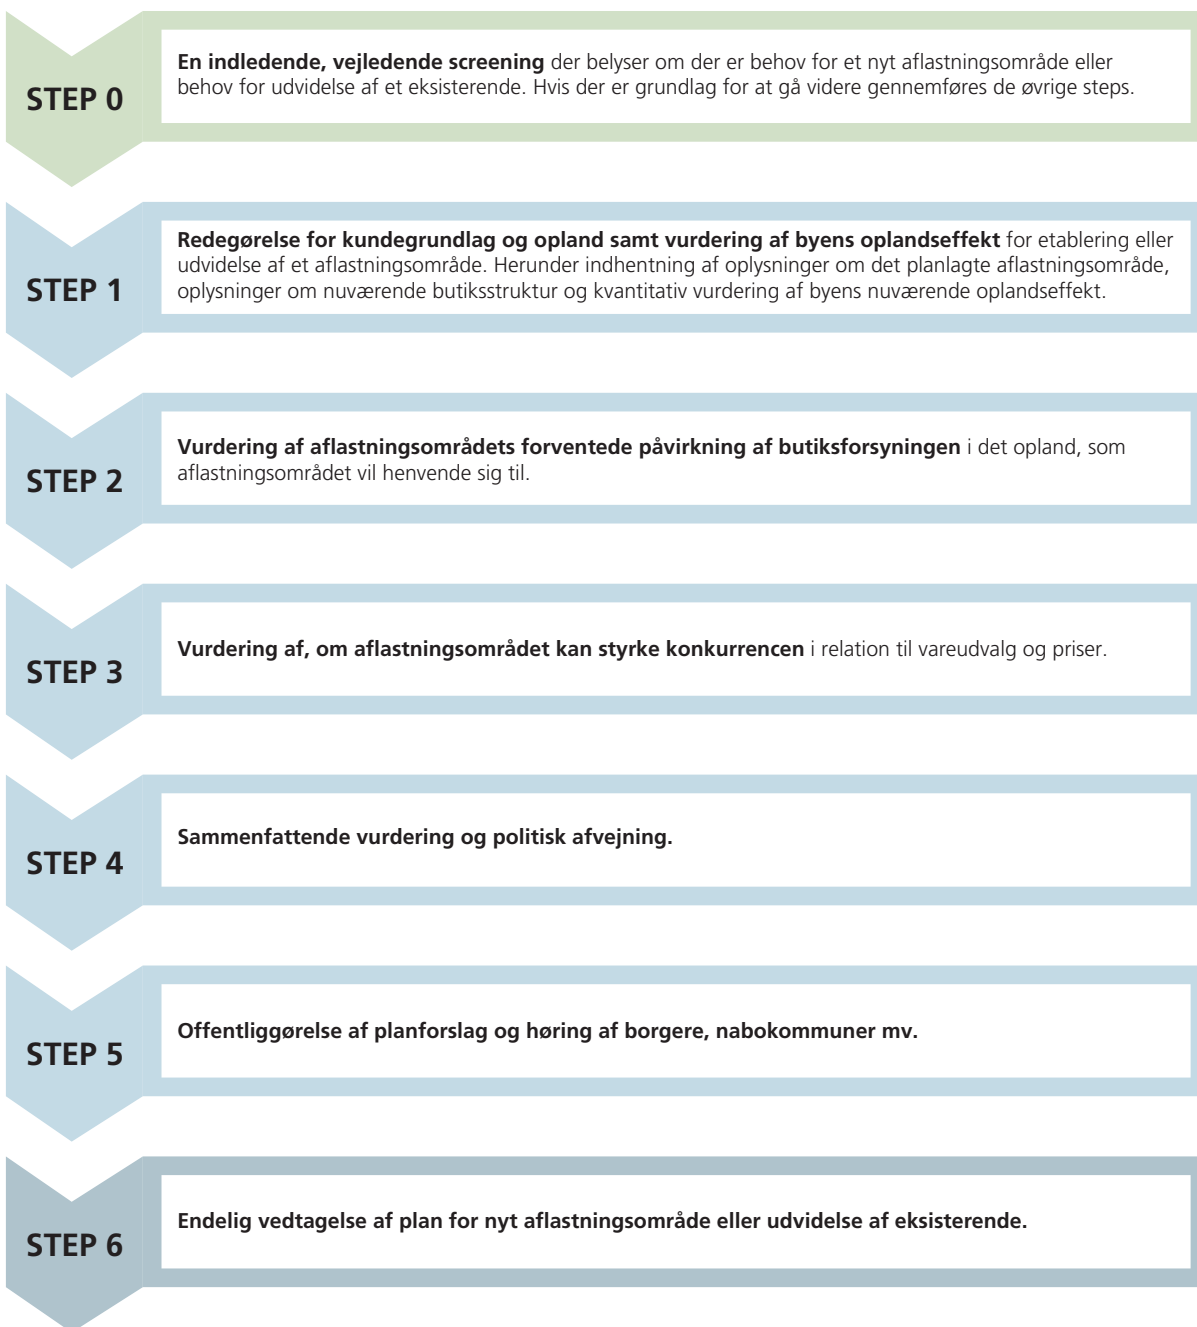 STEP 0
En indledende, vejledende screening der belyser om der er behov for et nyt aflastningsområde eller
behov for udvidelse af et eksisterende. Hvis der er grundlag for at gå videre gennemføres de øvrige steps.
STEP 1
Redegørelse for kundegrundlag og opland samt vurdering af byens oplandseffekt for etablering eller
udvidelse af et aflastningsområde. Herunder indhentning af oplysninger om det planlagte aflastningsområde,
oplysninger om nuværende butiksstruktur og kvantitativ vurdering af byens nuværende oplandseffekt.
STEP 2
Vurdering af aflastningsområdets forventede påvirkning af butiksforsyningen i det opland, som
aflastningsområdet vil henvende sig til.
STEP 3
Vurdering af, om aflastningsområdet kan styrke konkurrencen i relation til vareudvalg og priser.
STEP 4
Sammenfattende vurdering og politisk afvejning.
STEP 5
Offentliggørelse af planforslag og høring af borgere, nabokommuner mv.
STEP 6
Endelig vedtagelse af plan for nyt aflastningsområde eller udvidelse af eksisterende.